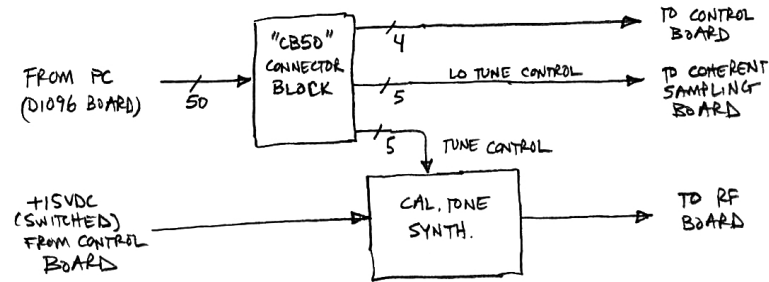 "CB50"
CONNECTOR
BLOCK
4
TO CONTROL
BOARD
FROM PC
(DIO96 BOARD)
50
LO TUNE CONTROL
5
TO COHERENT
SAMPLING
BOARD
5
TUNE CONTROL
+15VDC
(SWITCHED)
FROM CONTROL
BOARD
CAL. TONE
SYNTH.
TO RF
BOARD